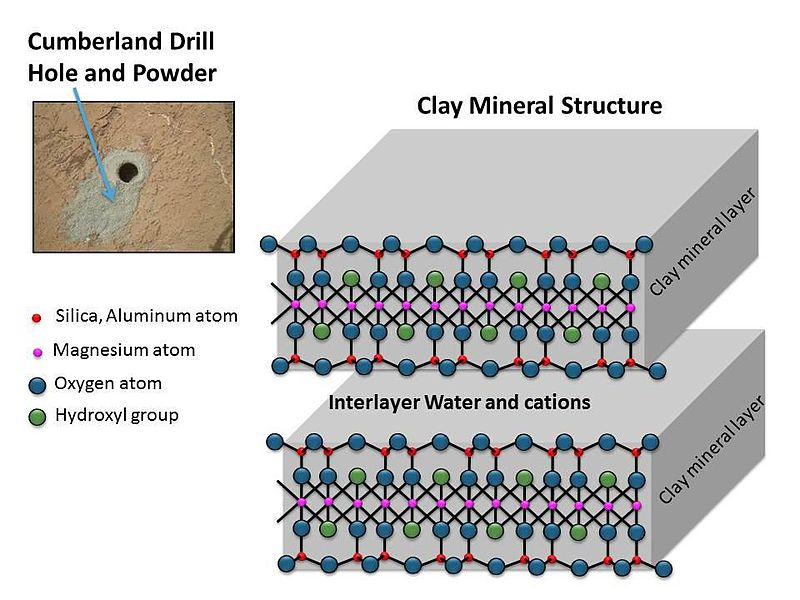 Cumberland Drill
Hole and Powder
Clay Mineral Structure
Clay mineral layer
Silica, Aluminum atom
Magnesium atom
Oxygen atom
Hydroxyl group
Interlayer Water and cations
Clay mineral layer